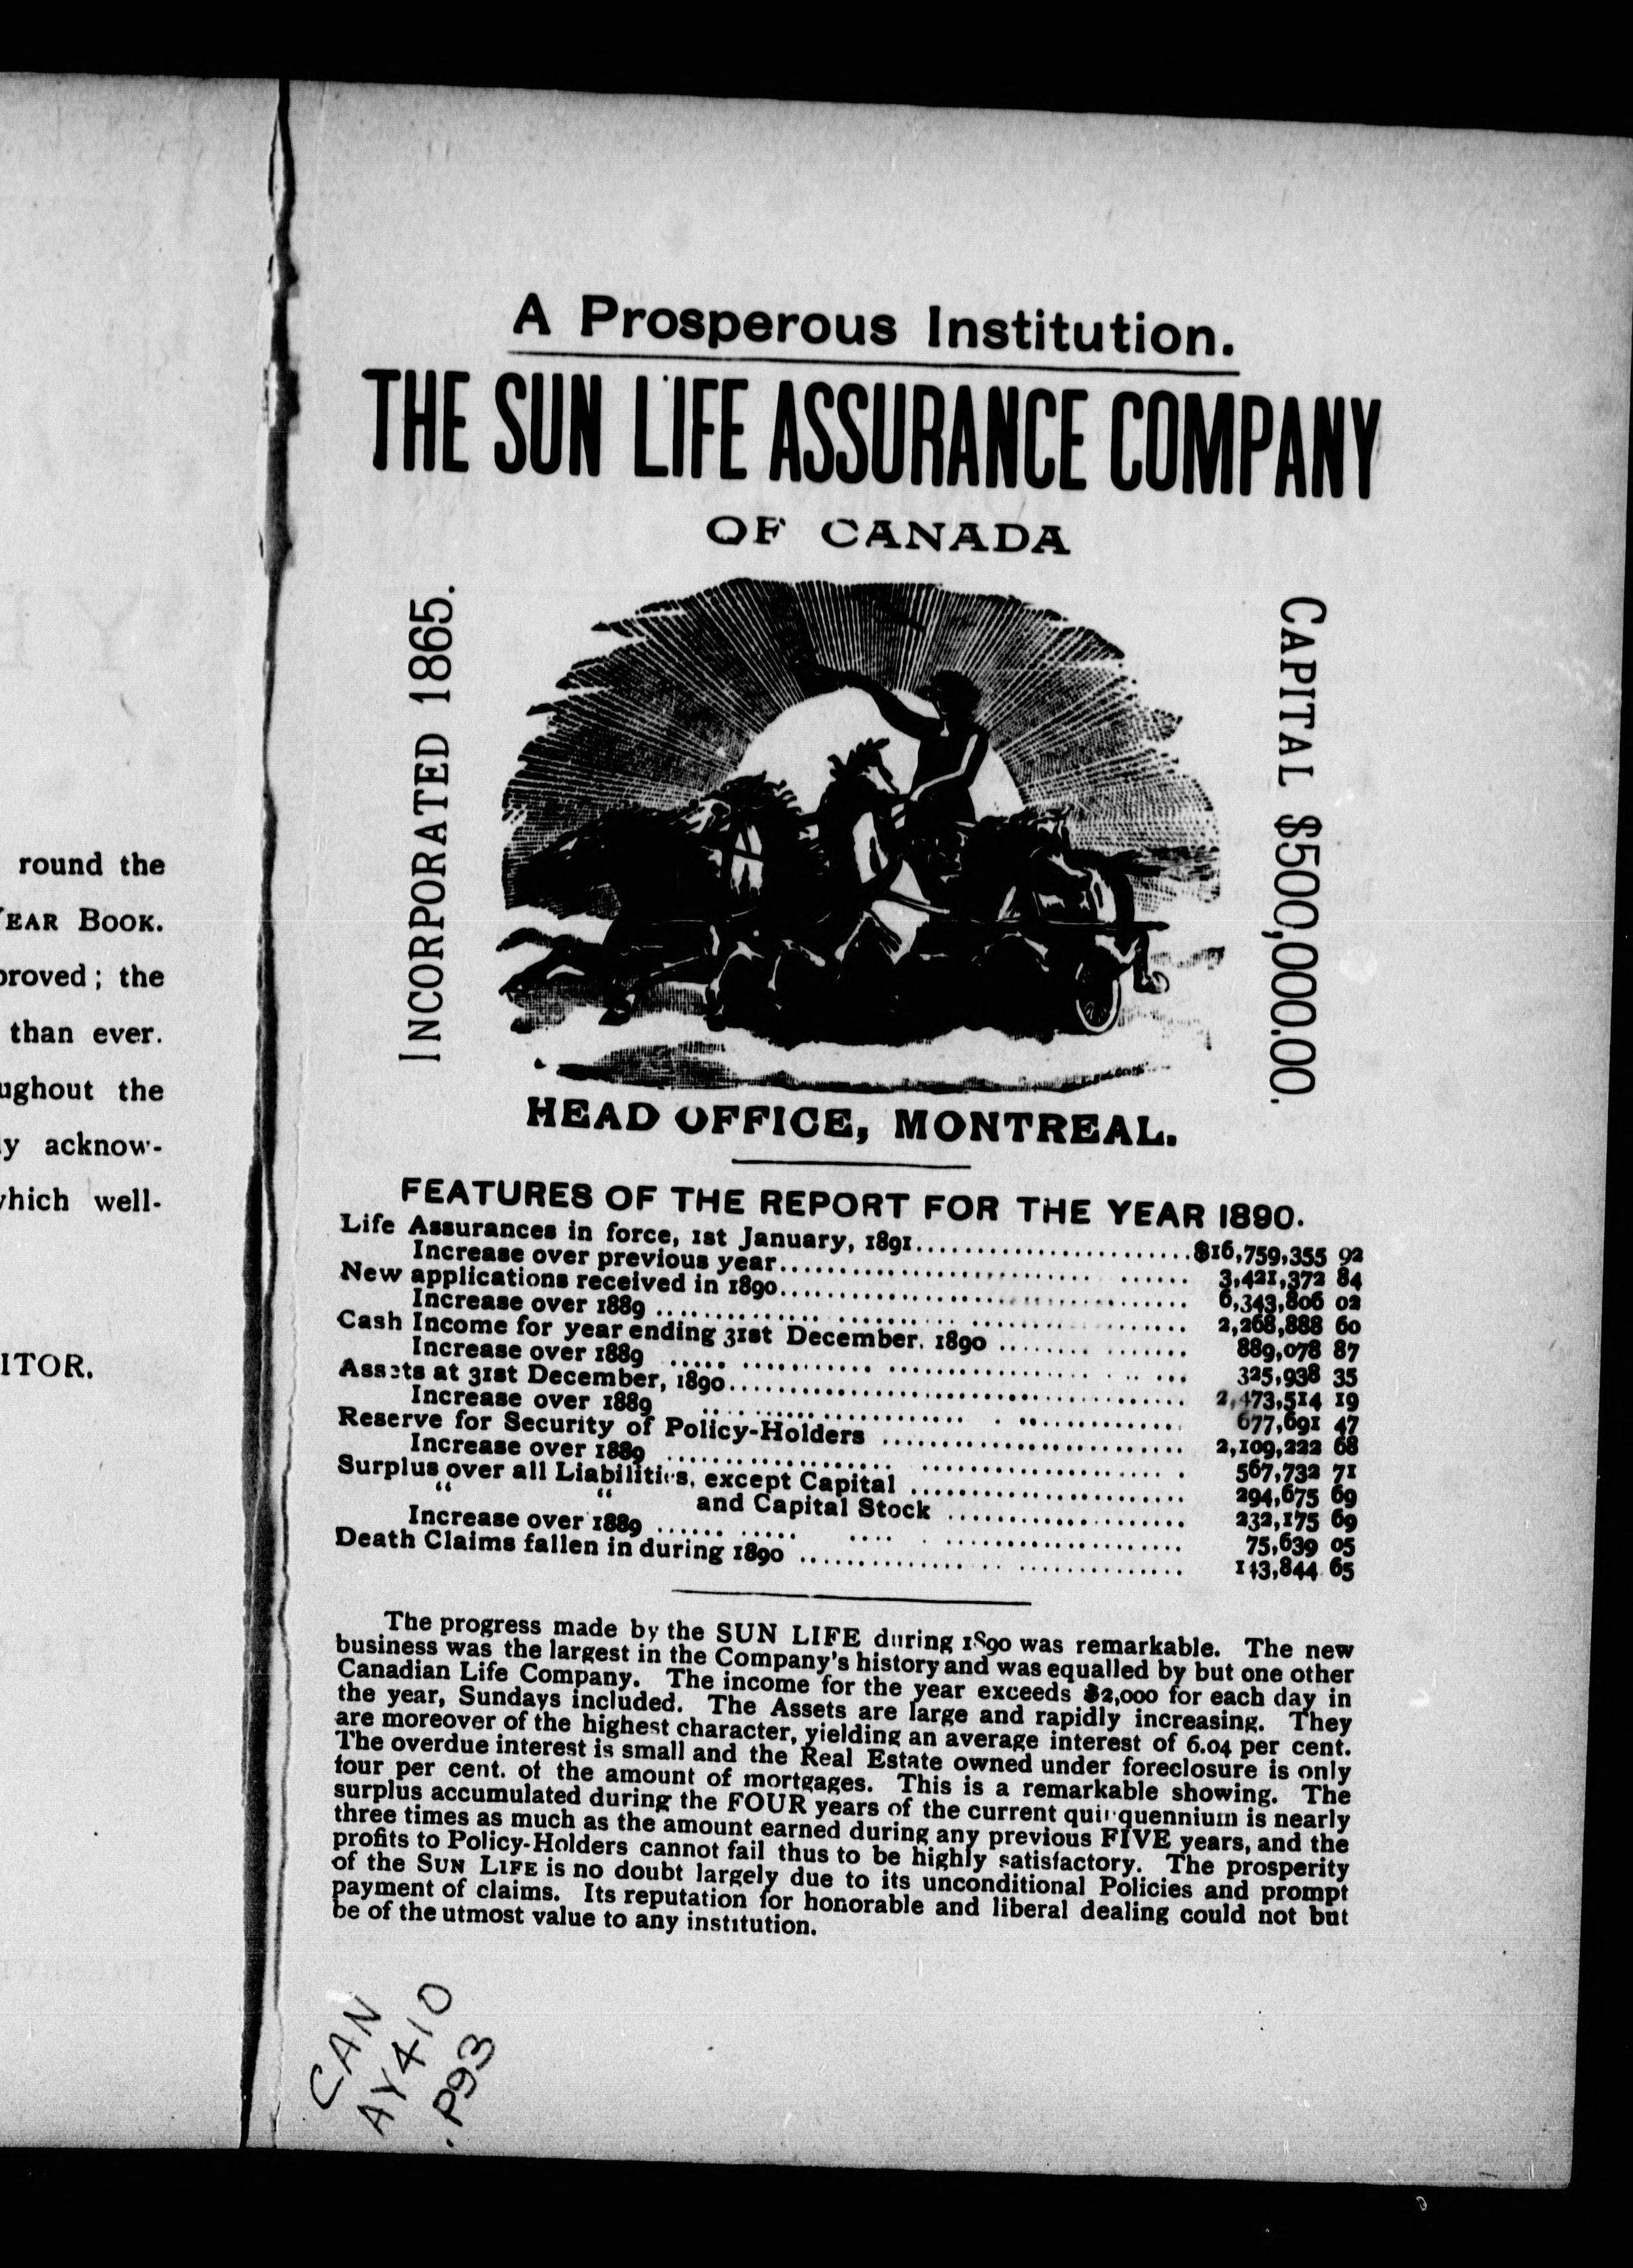 round the
EAR BOOK.
proved; the
than ever.
ughout the
ly acknow-
which well-
ITOR.
A Prosperous Institution.
THE SUN LIFE ASSURANCE COMPANY
OF CANADA
INCORPORATED 1865.
CAPITAL $500,000.00.
HEAD OFFICE, MONTREAL.
FEATURES OF THE REPORT FOR THE YEAR 1890.
Life Assurances in force, 1st January, 1891........................$16,759,355 92
Increase over previous year.................................. 3,421,372 84
New applications received in 1890.................................. 6,343,806 02
Increase over 1889 .................................. 2,268,888 60
Cash Income for year ending 31st December, 1890 ............... 889,078 87
Increase over 1889 .................................. 325,938 35
Assets at 31st December, 1890.................................. 2,473,514 19
Increase over 1889 .................................. 677,691 47
Reserve for Security of Policy-Holders .......................... 2,109,222 68
Increase over 1889 .................................. 567,732 71
Surplus over all Liabilities, except Capital ........................ 294,675 69
“ “ and Capital Stock .................... 232,175 69
Increase over 1889 .................................. 75,639 05
Death Claims fallen in during 1890 .................................. 143,844 65
The progress made by the SUN LIFE during 1890 was remarkable. The new
business was the largest in the Company's history and was equalled by but one other
Canadian Life Company. The income for the year exceeds $2,000 for each day in
the year, Sundays included. The Assets are large and rapidly increasing. They
are moreover of the highest character, yielding an average interest of 6.04 per cent.
The overdue interest is small and the Real Estate owned under foreclosure is only
four per cent. of the amount of mortgages. This is a remarkable showing. The
surplus accumulated during the FOUR years of the current quinquennium is nearly
three times as much as the amount earned during any previous FIVE years, and the
profits to Policy-Holders cannot fail thus to be highly satisfactory. The prosperity
of the SUN LIFE is no doubt largely due to its unconditional Policies and prompt
payment of claims. Its reputation for honorable and liberal dealing could not but
be of the utmost value to any institution.
CAN
AY410
.P93